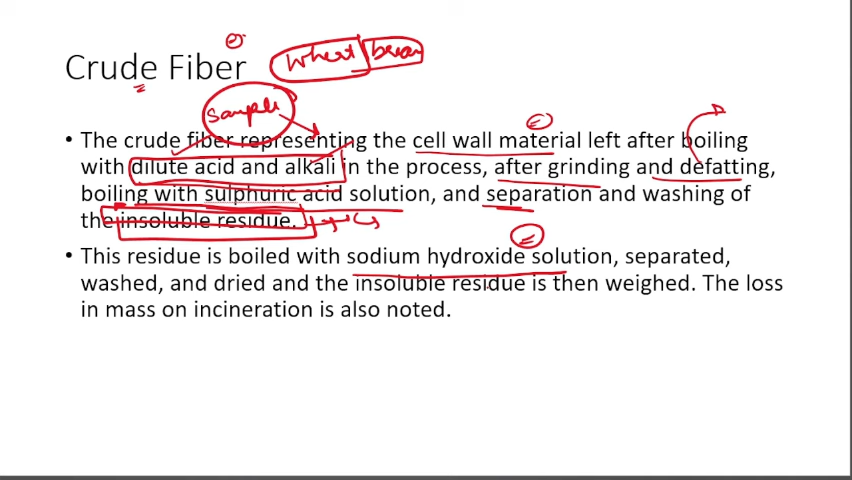 Crude Fiber
Wheat bran
Sample
• The crude fiber representing the cell wall material left after boiling
with dilute acid and alkali in the process, after grinding and defatting,
boiling with sulphuric acid solution, and separation and washing of
the insoluble residue.
• This residue is boiled with sodium hydroxide solution, separated,
washed, and dried and the insoluble residue is then weighed. The loss
in mass on incineration is also noted.